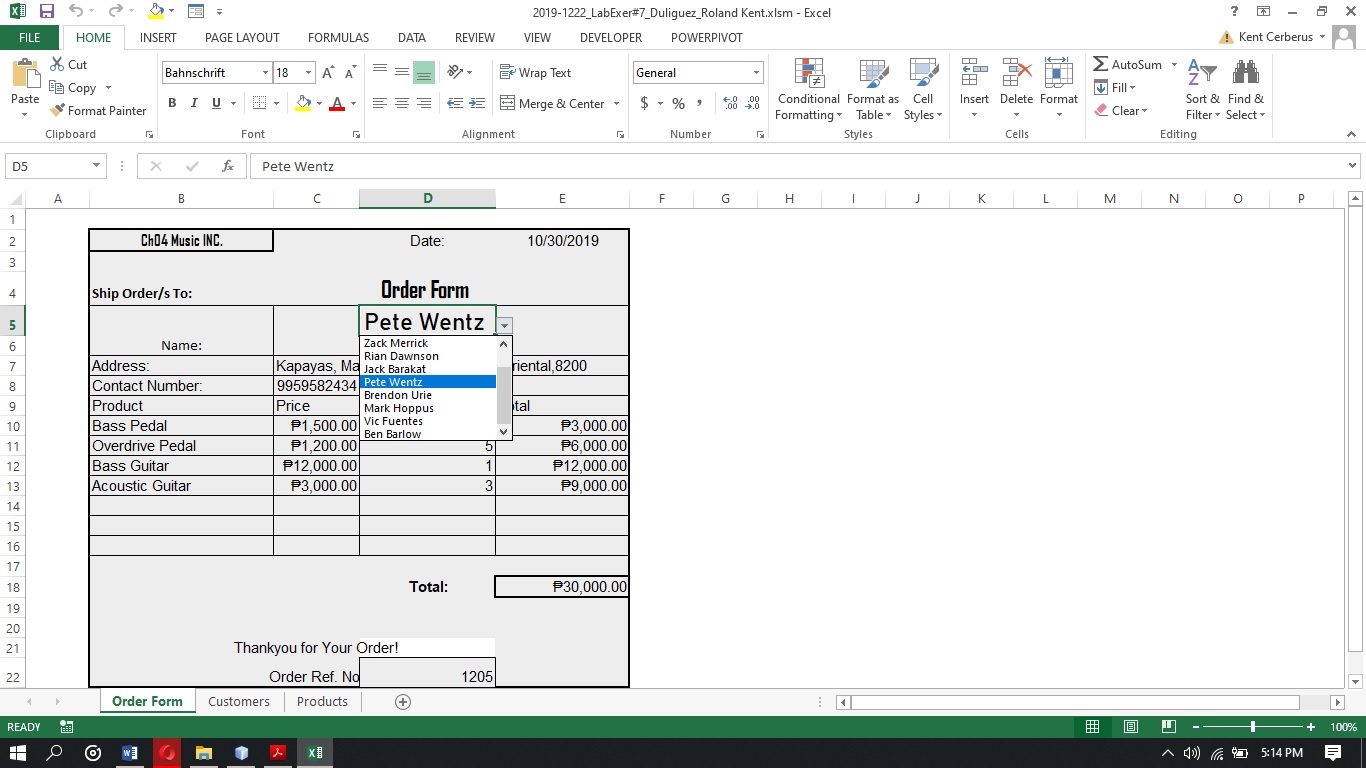 2019-1222_LabExer#7_Duliguez_Roland Kent.xlsm - Excel
FILE HOME INSERT PAGE LAYOUT FORMULAS DATA REVIEW VIEW DEVELOPER POWERPIVOT Kent Cerberus
Paste Cut Copy Format Painter
Bahnschrift 18
B I U
Wrap Text
Merge & Center
General
$ % ,
Conditional Formatting Format as Table Cell Styles
Insert Delete Format
AutoSum Fill Clear
Sort & Filter Find & Select
Clipboard Font Alignment Number Styles Cells Editing
D5 fx Pete Wentz
A B C D E F G H I J K L M N O P
1
2 Ch04 Music INC. Date: 10/30/2019
3
4 Ship Order/s To: Order Form
5 Pete Wentz
6 Name:
7 Address: Kapayas, Ma riental,8200
8 Contact Number: 9959582434
9 Product Price otal
10 Bass Pedal ₱1,500.00 ₱3,000.00
11 Overdrive Pedal ₱1,200.00 5 ₱6,000.00
12 Bass Guitar ₱12,000.00 1 ₱12,000.00
13 Acoustic Guitar ₱3,000.00 3 ₱9,000.00
Zack Merrick
Rian Dawnson
Jack Barakat
Pete Wentz
Brendon Urie
Mark Hoppus
Vic Fuentes
Ben Barlow
14
15
16
17
18 Total: ₱30,000.00
19
20
21 Thankyou for Your Order!
22 Order Ref. No 1205
Order Form Customers Products
READY 100%
5:14 PM